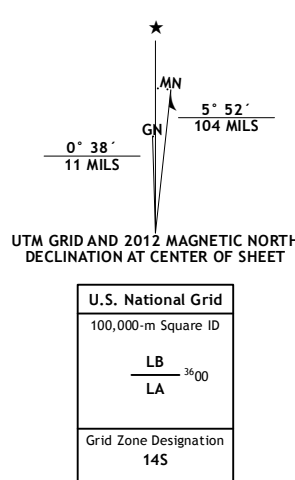 ★
MN
GN
5° 52´
104 MILS
0° 38´
11 MILS
UTM GRID AND 2012 MAGNETIC NORTH
DECLINATION AT CENTER OF SHEET
U.S. National Grid
100,000-m Square ID
LB
3600
LA
Grid Zone Designation
14S